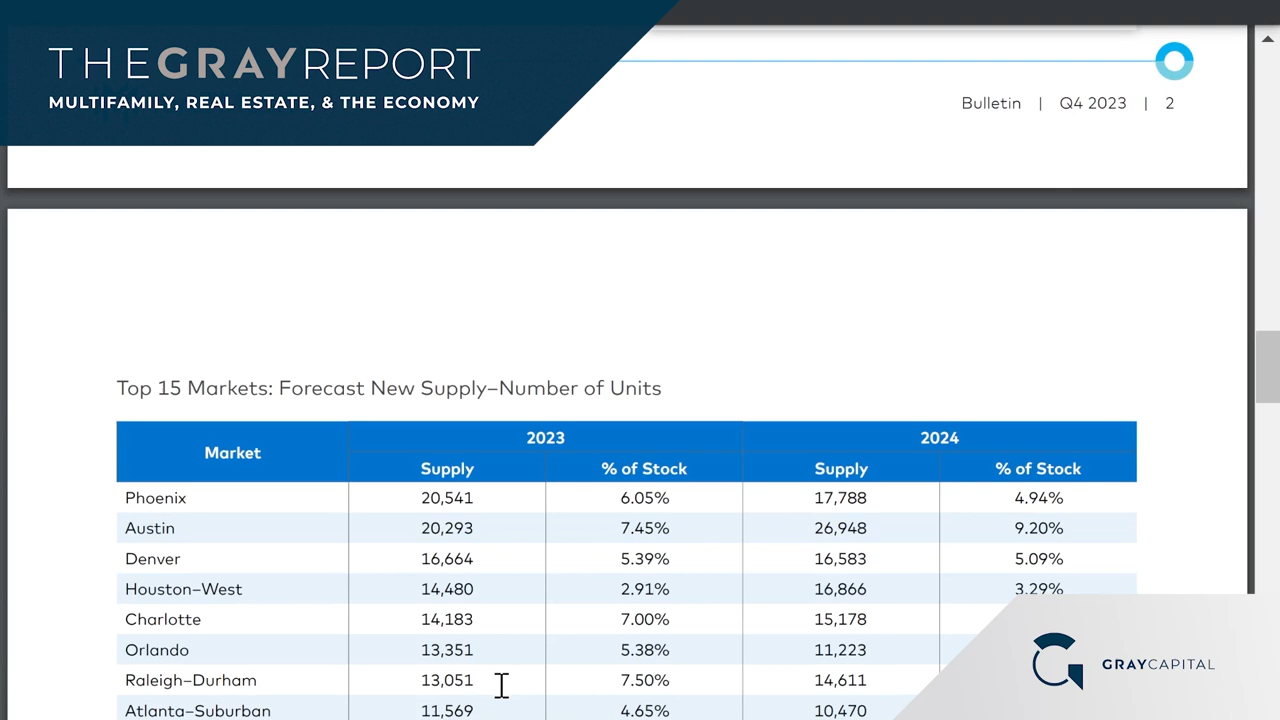 THEGRAYREPORT
MULTIFAMILY, REAL ESTATE, & THE ECONOMY
Bulletin | Q4 2023 | 2
Top 15 Markets: Forecast New Supply–Number of Units
Market 2023 2024
Supply % of Stock Supply % of Stock
Phoenix 20,541 6.05% 17,788 4.94%
Austin 20,293 7.45% 26,948 9.20%
Denver 16,664 5.39% 16,583 5.09%
Houston–West 14,480 2.91% 16,866 3.29%
Charlotte 14,183 7.00% 15,178
Orlando 13,351 5.38% 11,223
Raleigh–Durham 13,051 7.50% 14,611
Atlanta–Suburban 11,569 4.65% 10,470
GRAYCAPITAL